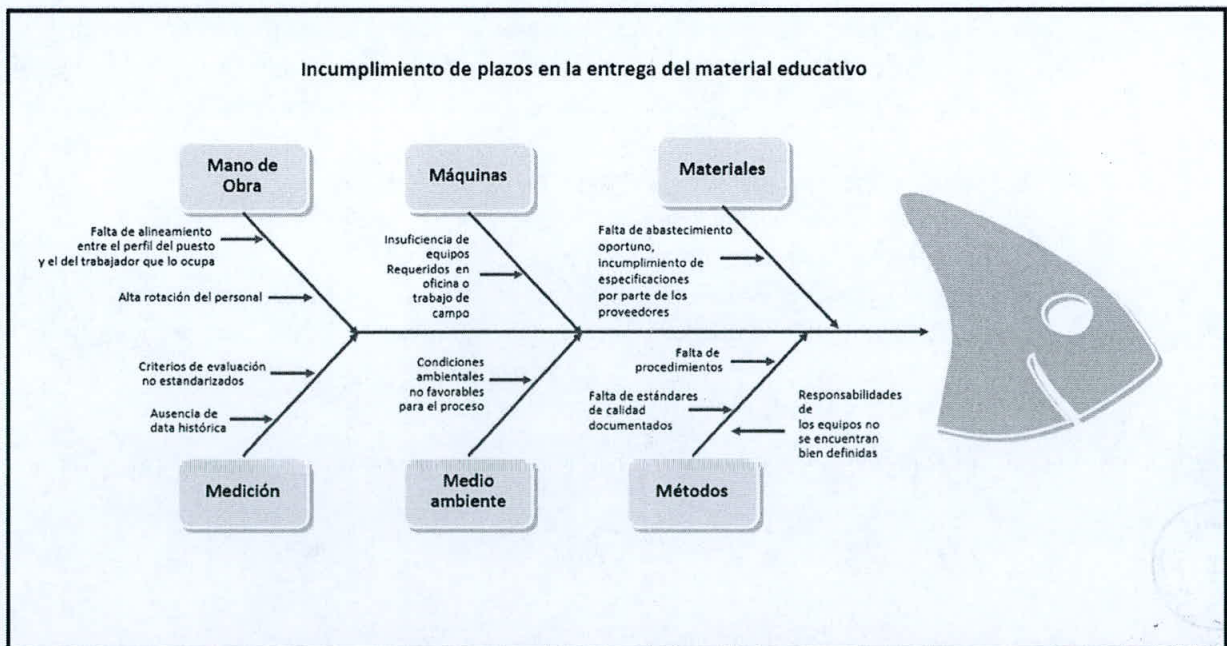 Incumplimiento de plazos en la entrega del material educativo
Mano de
Obra
Falta de alineamiento
entre el perfil del puesto
y el del trabajador que lo ocupa
Alta rotación del personal
Máquinas
Insuficiencia de
equipos
Requeridos en
oficina o
trabajo de
campo
Materiales
Falta de abastecimiento
oportuno,
incumplimiento de
especificaciones
por parte de los
proveedores
Criterios de evaluación
no estandarizados
Ausencia de
data histórica
Medición
Condiciones
ambientales
no favorables
para el proceso
Medio
ambiente
Falta de
procedimientos
Falta de estándares
de calidad
documentados
Responsabilidades
de
los equipos no
se encuentran
bien definidas
Métodos